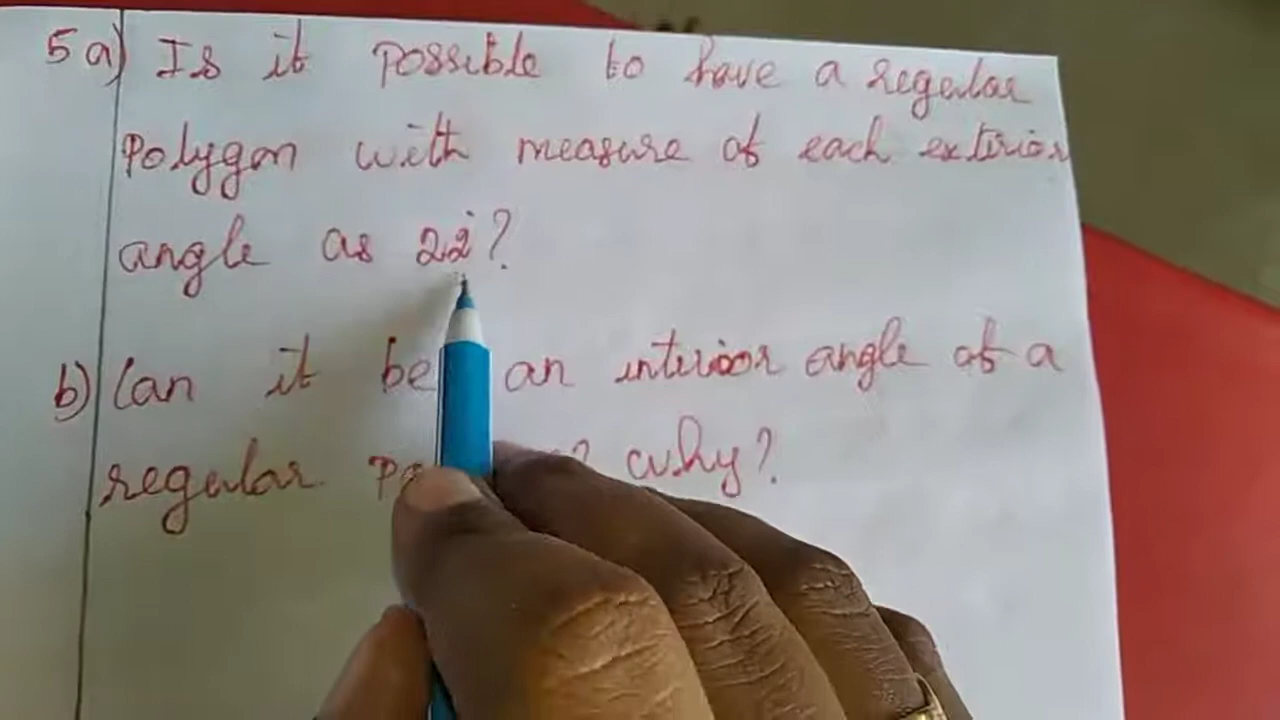 5 a) Is it possible to have a regular
Polygon with measure of each exterior
angle as 22°?
b) Can it be an interior angle of a
regular why?